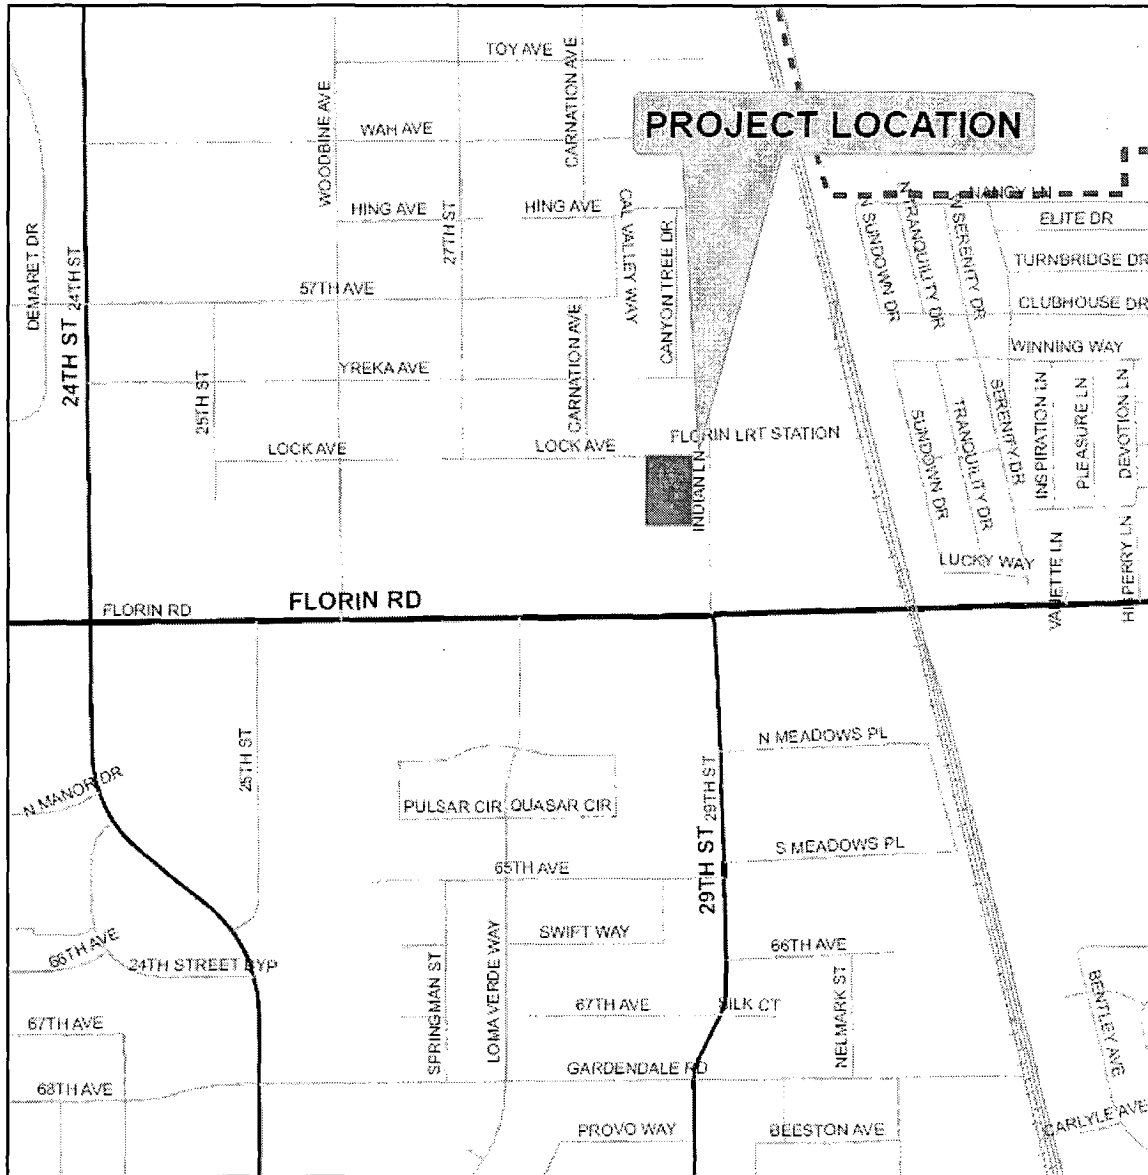 TOY AVE
CARNATION AVE
WOODBINE AVE
WAH AVE
PROJECT LOCATION
HING AVE
HING AVE
27TH ST
CAL VALLEY WAY
CANYON TREE DR
DEMARET DR
24TH ST
24TH ST
57TH AVE
NANCY LN
N SUNDOWN DR
N TRANQUILITY DR
N SERENITY DR
ELITE DR
TURNBRIDGE DR
CLUBHOUSE DR
WINNING WAY
25TH ST
YREKA AVE
CARNATION AVE
LOCK AVE
LOCK AVE
FLORIN LRT STATION
INDIAN LN
SUNDOWN DR
TRANQUILITY DR
SERENITY DR
INSPIRATION LN
PLEASURE LN
DEVOTION LN
LUCKY WAY
VARIETTE LN
PERRY LN
FLORIN RD
FLORIN RD
N MANOR DR
25TH ST
PULSAR CIR
QUASAR CIR
29TH ST
29TH ST
N MEADOWS PL
S MEADOWS PL
65TH AVE
SWIFT WAY
66TH AVE
66TH AVE
24TH STREET BYP
SPRINGMAN ST
LOMA VERDE WAY
67TH AVE
SILK CT
NELMARK ST
BENTLEY AVE
67TH AVE
68TH AVE
GARDENDALE RD
PROVO WAY
BEESTON AVE
CARLYLE AVE